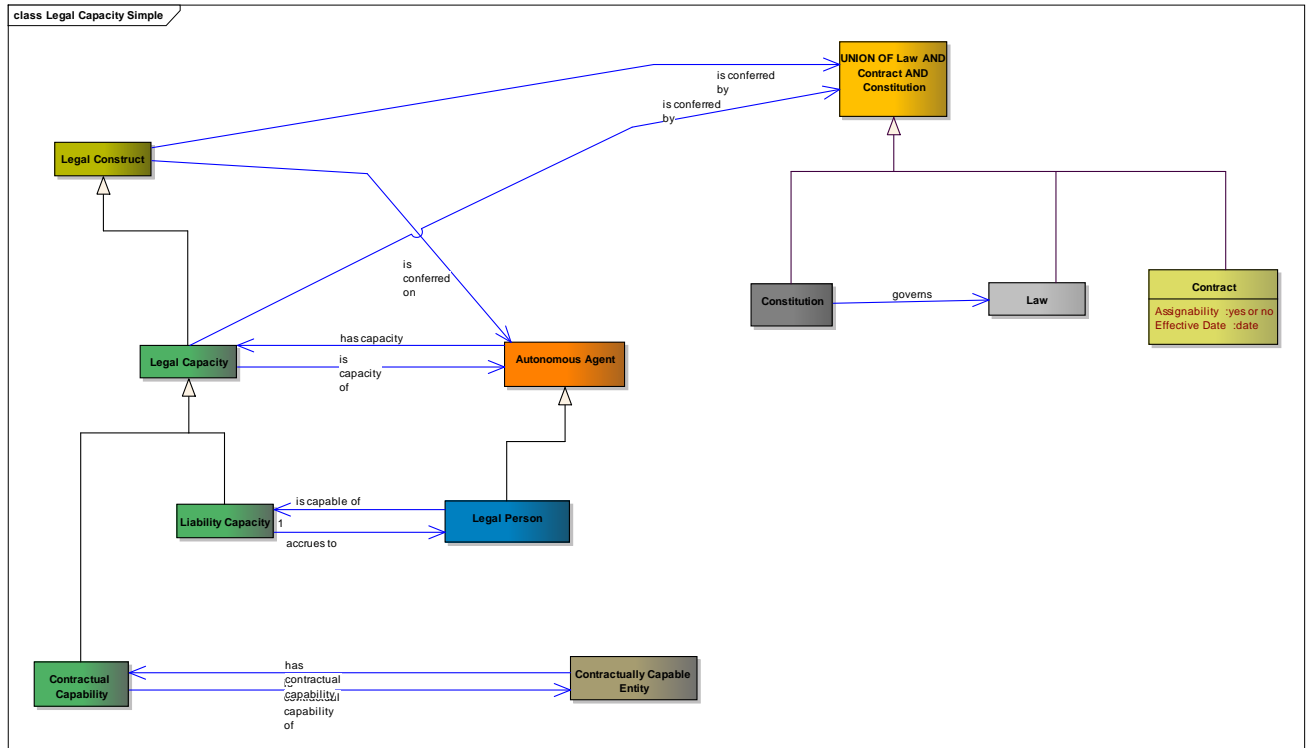 class Legal Capacity Simple
UNION OF Law AND
Contract AND
Constitution
is conferred
by
is conferred
by
Legal Construct
is
conferred
on
Constitution
governs
Law
Contract
Assignability :yes or no
Effective Date :date
has capacity
Legal Capacity
is
capacity
of
Autonomous Agent
is capable of
Liability Capacity
1
accrues to
Legal Person
has
contractual
capability
contractual
capability
of
Contractual
Capability
Contractually Capable
Entity